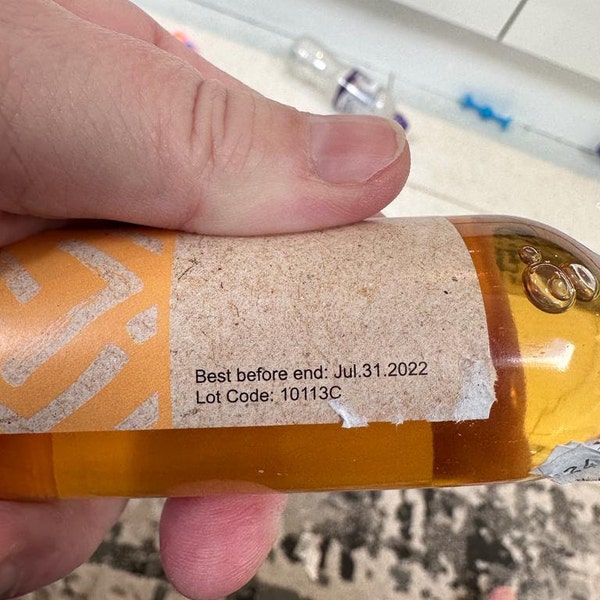 Best before end: Jul.31.2022
Lot Code: 10113C